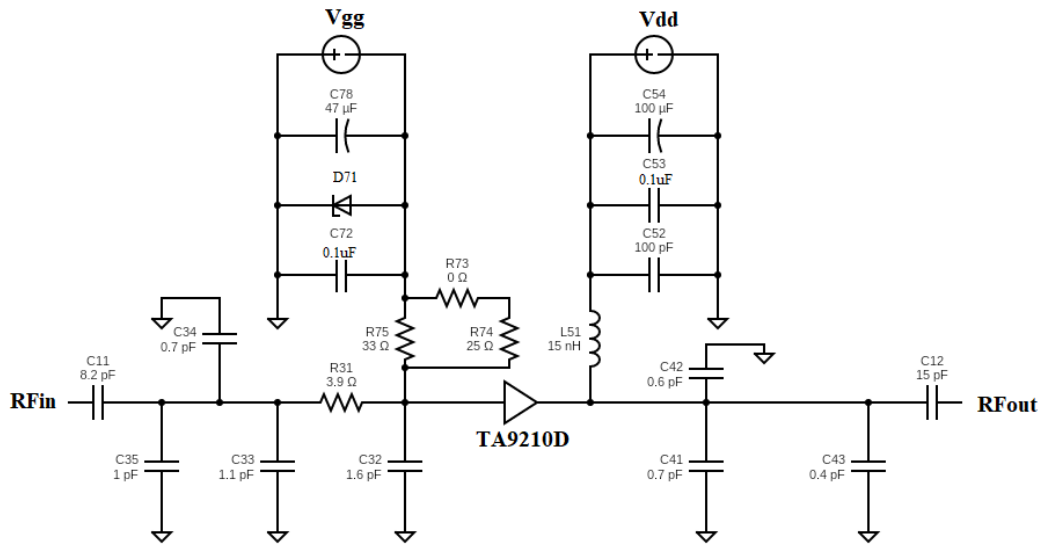 Vgg
Vdd
C78
47 µF
C54
100 µF
D71
C53
0.1uF
C72
0.1uF
C52
100 pF
R73
0 Ω
R75
33 Ω
R74
25 Ω
L51
15 nH
C34
0.7 pF
C11
8.2 pF
R31
3.9 Ω
C42
0.6 pF
C12
15 pF
RFin
RFout
TA9210D
C35
1 pF
C33
1.1 pF
C32
1.6 pF
C41
0.7 pF
C43
0.4 pF